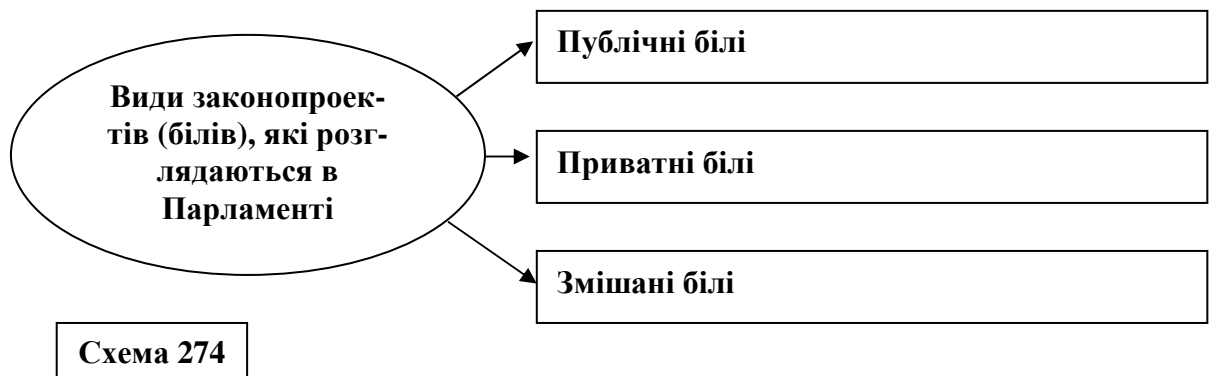 Публічні білі
Види законопроек-
тів (білів), які розг-
лядаються в
Парламенті
Приватні білі
Змішані білі
Схема 274